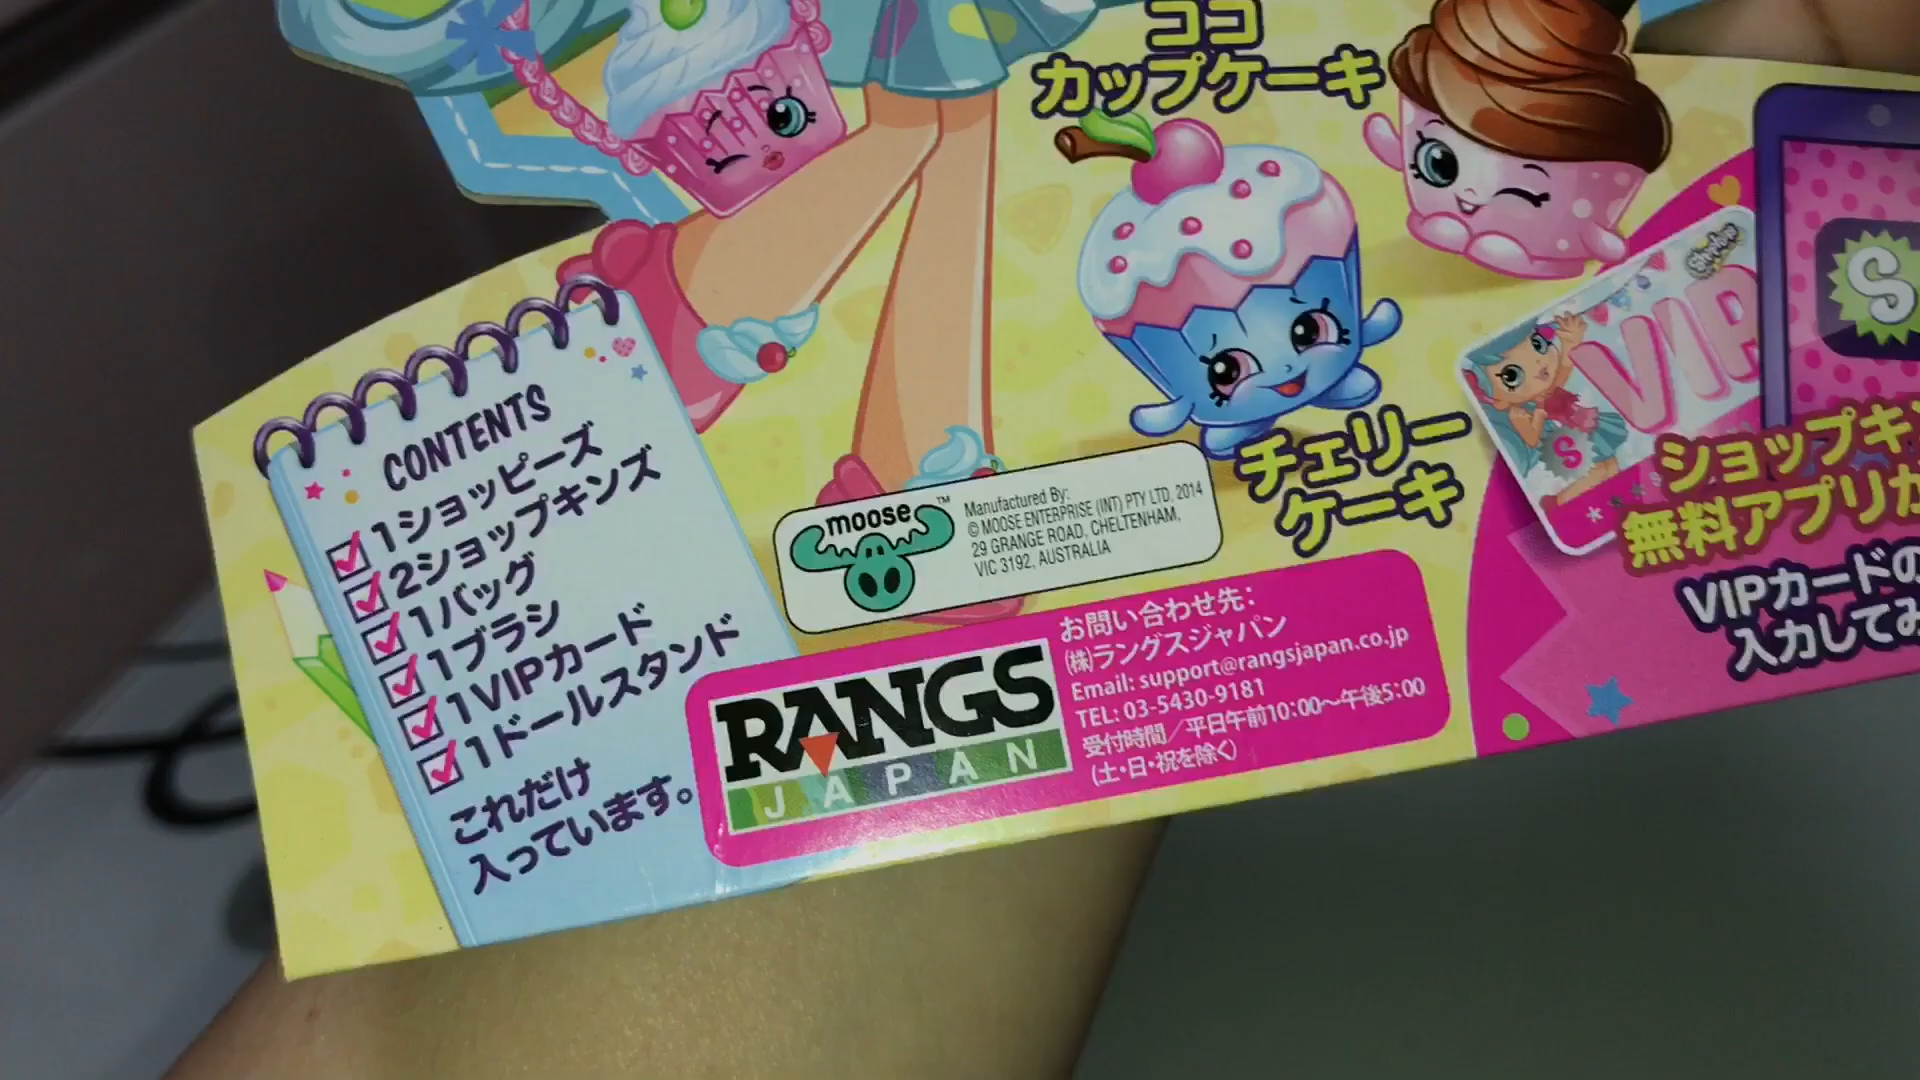 ココ
カップケーキ
チェリー
ケーキ
CONTENTS
1ショッピーズ
2ショップキンズ
1バッグ
1ブラシ
1VIPカード
1ドールスタンド
これだけ
入っています。
moose™
Manufactured By:
© MOOSE ENTERPRISE (INT) PTY LTD, 2014
29 GRANGE ROAD, CHELTENHAM,
VIC 3192, AUSTRALIA
RANGS
JAPAN
お問い合わせ先:
(株)ラングスジャパン
Email: support@rangsjapan.co.jp
TEL: 03-5430-9181
受付時間/平日午前10:00〜午後5:00
(土・日・祝を除く)
VIP
S
S
ショップキ
無料アプリ
VIPカードの
入力してみ